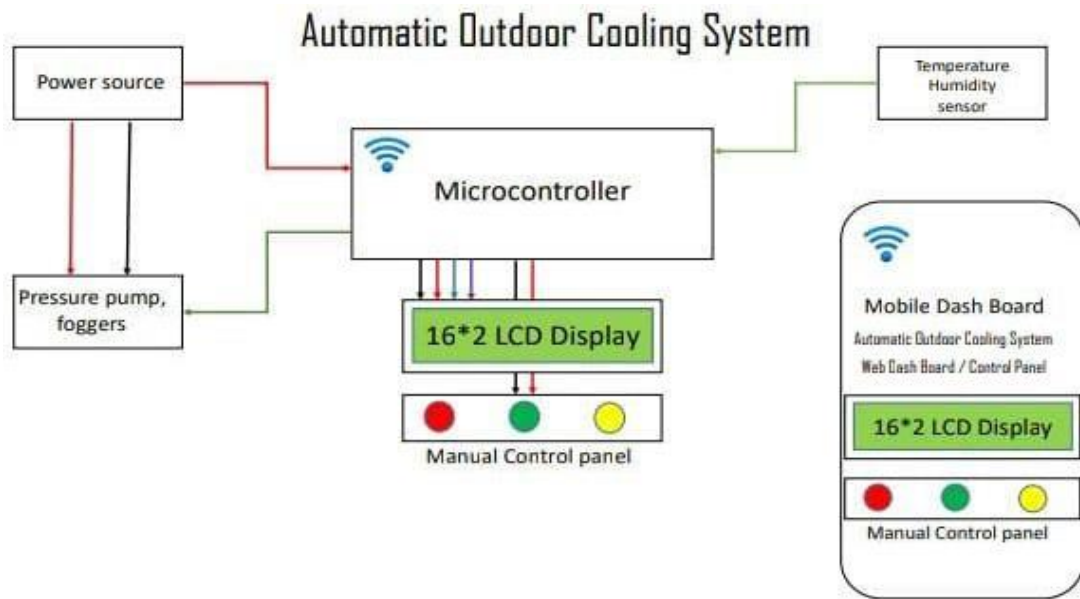 Automatic Outdoor Cooling System
Power source
Temperature
Humidity
sensor
Microcontroller
Pressure pump,
foggers
16*2 LCD Display
Manual Control panel
Mobile Dash Board
Automatic Outdoor Cooling System
Web Dash Board / Control Panel
16*2 LCD Display
Manual Control panel